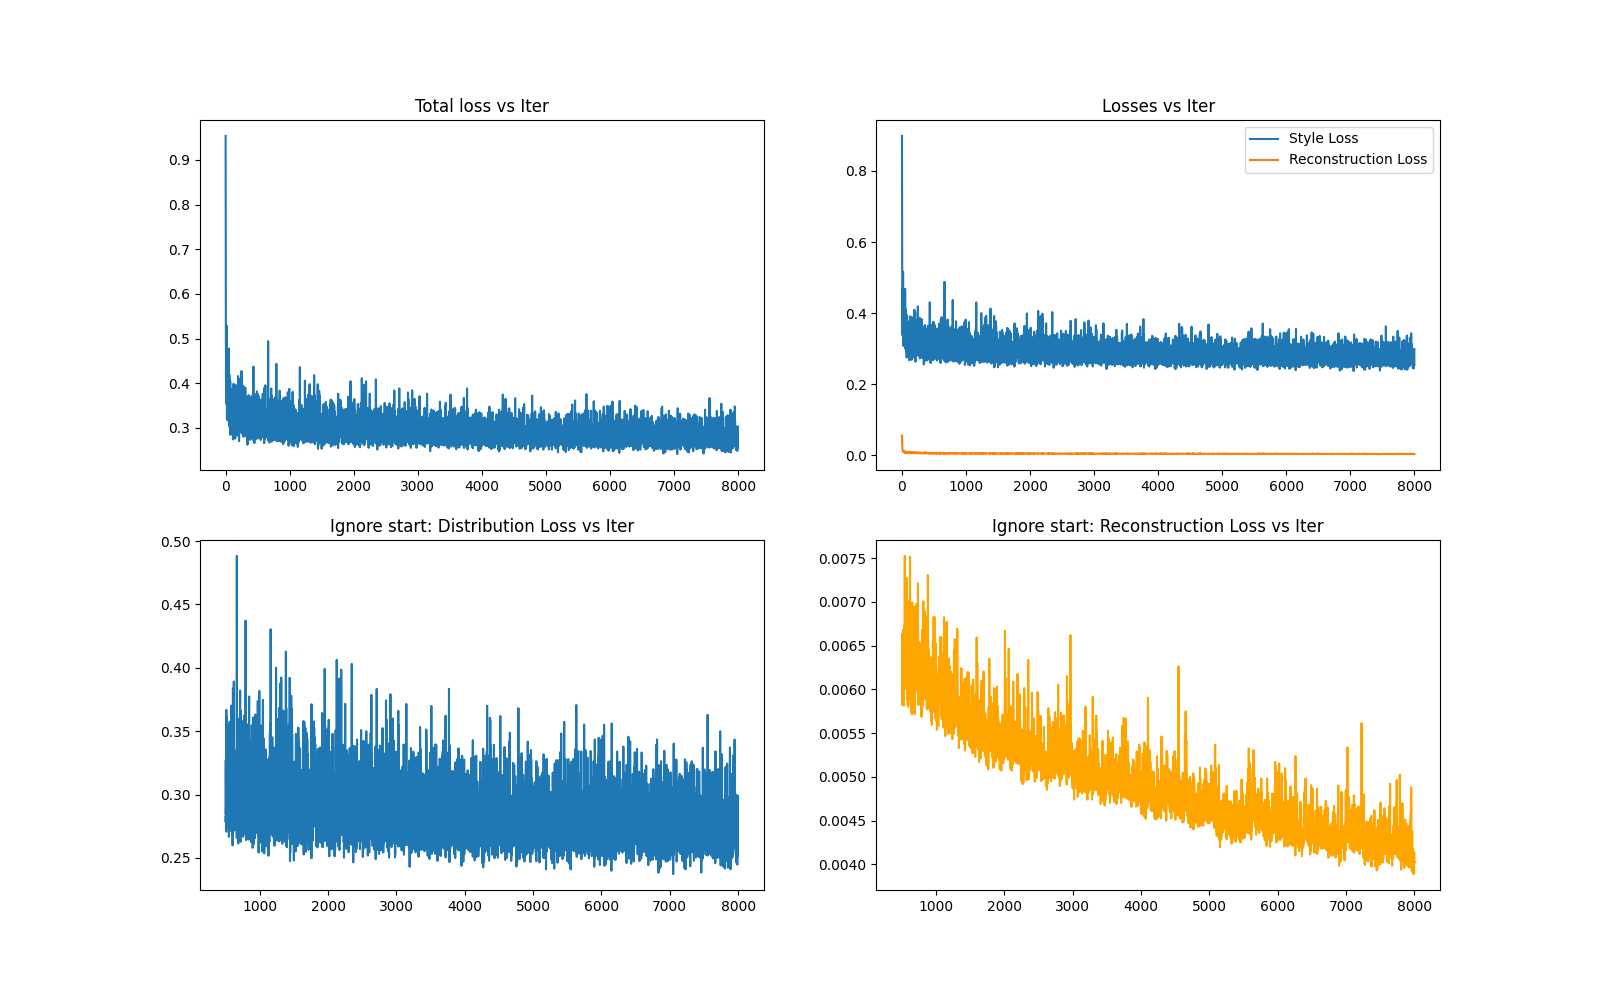 Total loss vs Iter
0.9
0.8
0.7
0.6
0.5
0.4
0.3
0 1000 2000 3000 4000 5000 6000 7000 8000
Losses vs Iter
Style Loss
Reconstruction Loss
0.8
0.6
0.4
0.2
0.0
0 1000 2000 3000 4000 5000 6000 7000 8000
Ignore start: Distribution Loss vs Iter
0.50
0.45
0.40
0.35
0.30
0.25
1000 2000 3000 4000 5000 6000 7000 8000
Ignore start: Reconstruction Loss vs Iter
0.0075
0.0070
0.0065
0.0060
0.0055
0.0050
0.0045
0.0040
1000 2000 3000 4000 5000 6000 7000 8000